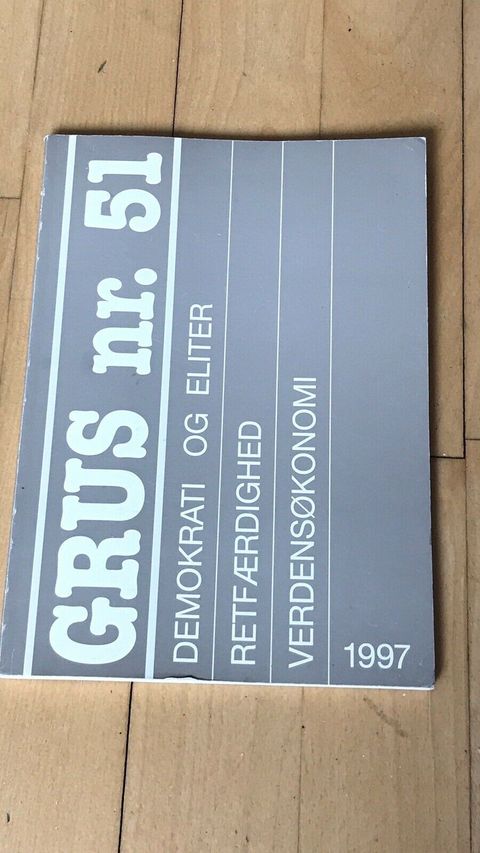 GRUS nr. 51
DEMOKRATI OG ELITER
RETFÆRDIGHED
VERDENSØKONOMI
1997